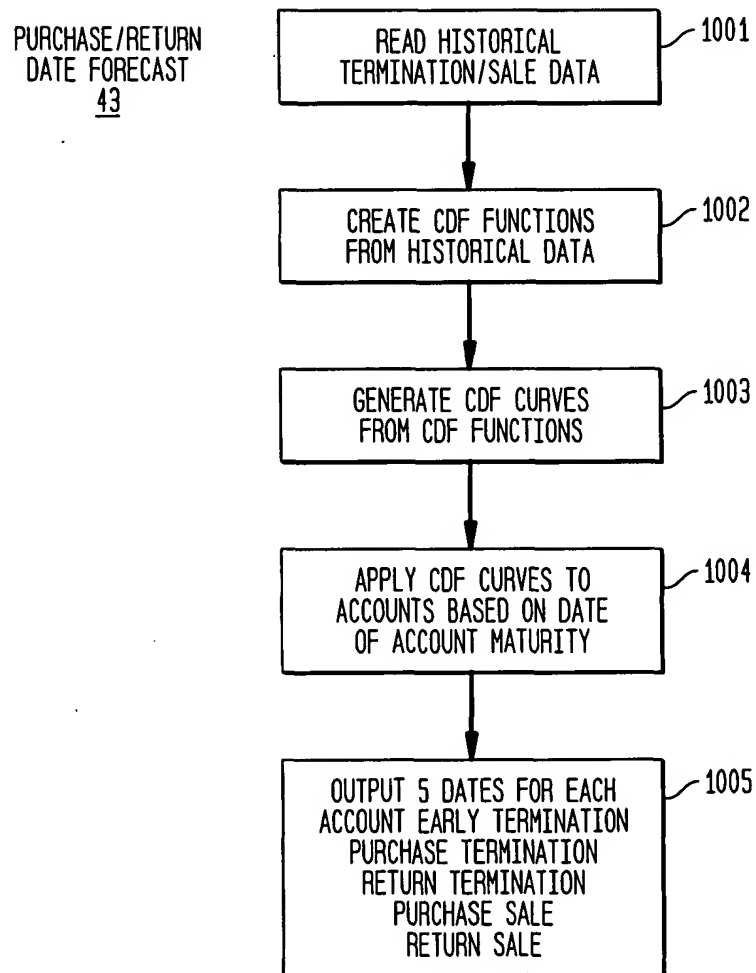 PURCHASE/RETURN
DATE FORECAST
43
READ HISTORICAL
TERMINATION/SALE DATA
1001
CREATE CDF FUNCTIONS
FROM HISTORICAL DATA
1002
GENERATE CDF CURVES
FROM CDF FUNCTIONS
1003
APPLY CDF CURVES TO
ACCOUNTS BASED ON DATE
OF ACCOUNT MATURITY
1004
OUTPUT 5 DATES FOR EACH
ACCOUNT EARLY TERMINATION
PURCHASE TERMINATION
RETURN TERMINATION
PURCHASE SALE
RETURN SALE
1005